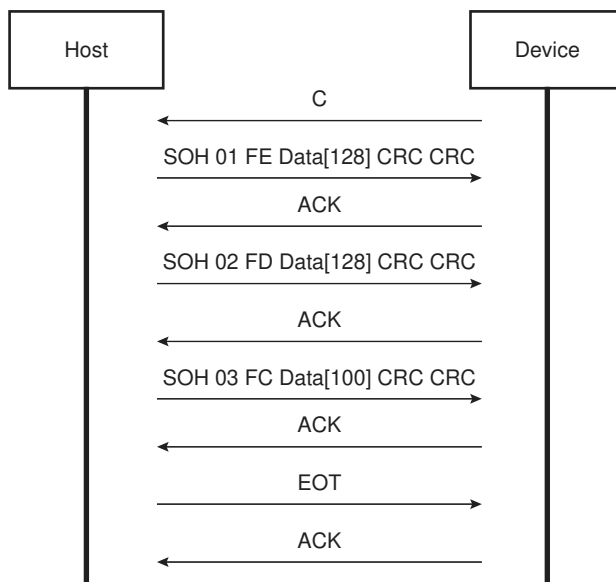 Host
Device
C
SOH 01 FE Data[128] CRC CRC
ACK
SOH 02 FD Data[128] CRC CRC
ACK
SOH 03 FC Data[100] CRC CRC
ACK
EOT
ACK